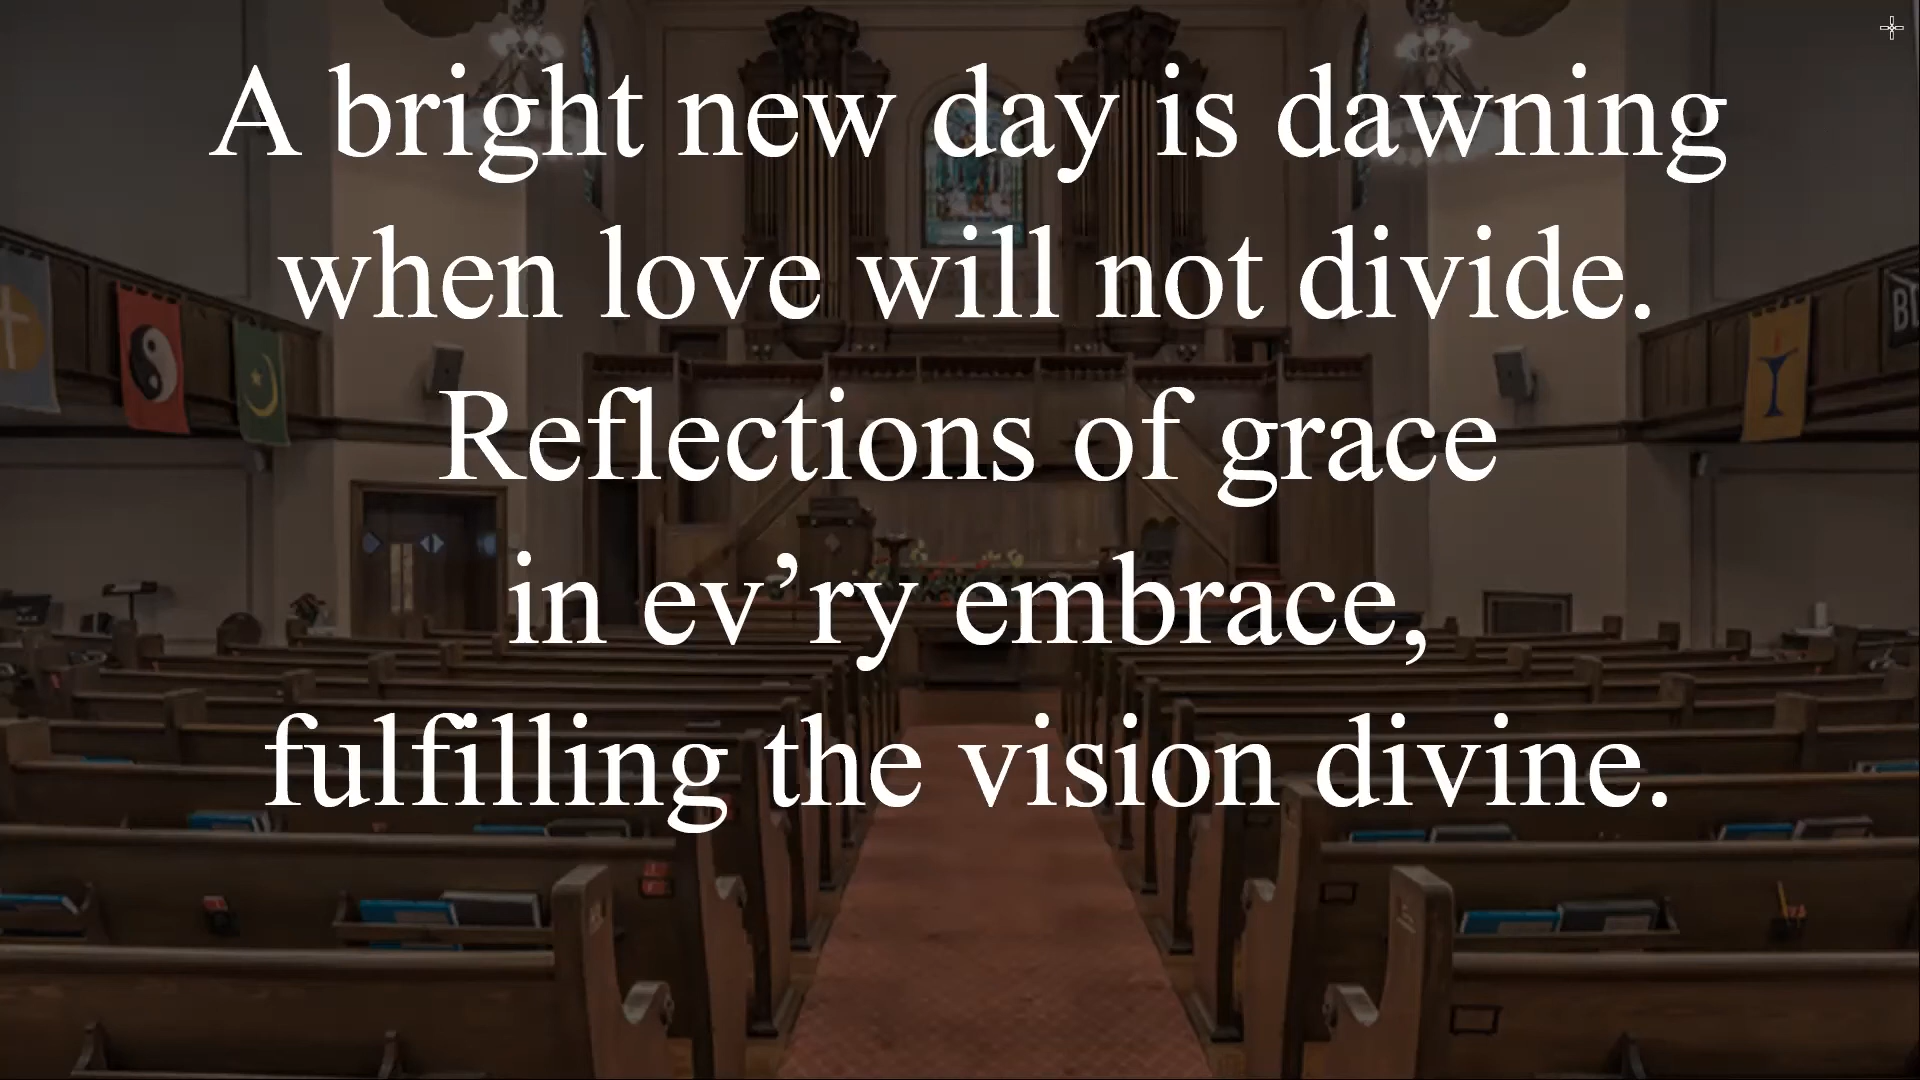 A bright new day is dawning
when love will not divide.
Reflections of grace
in ev’ry embrace,
fulfilling the vision divine.